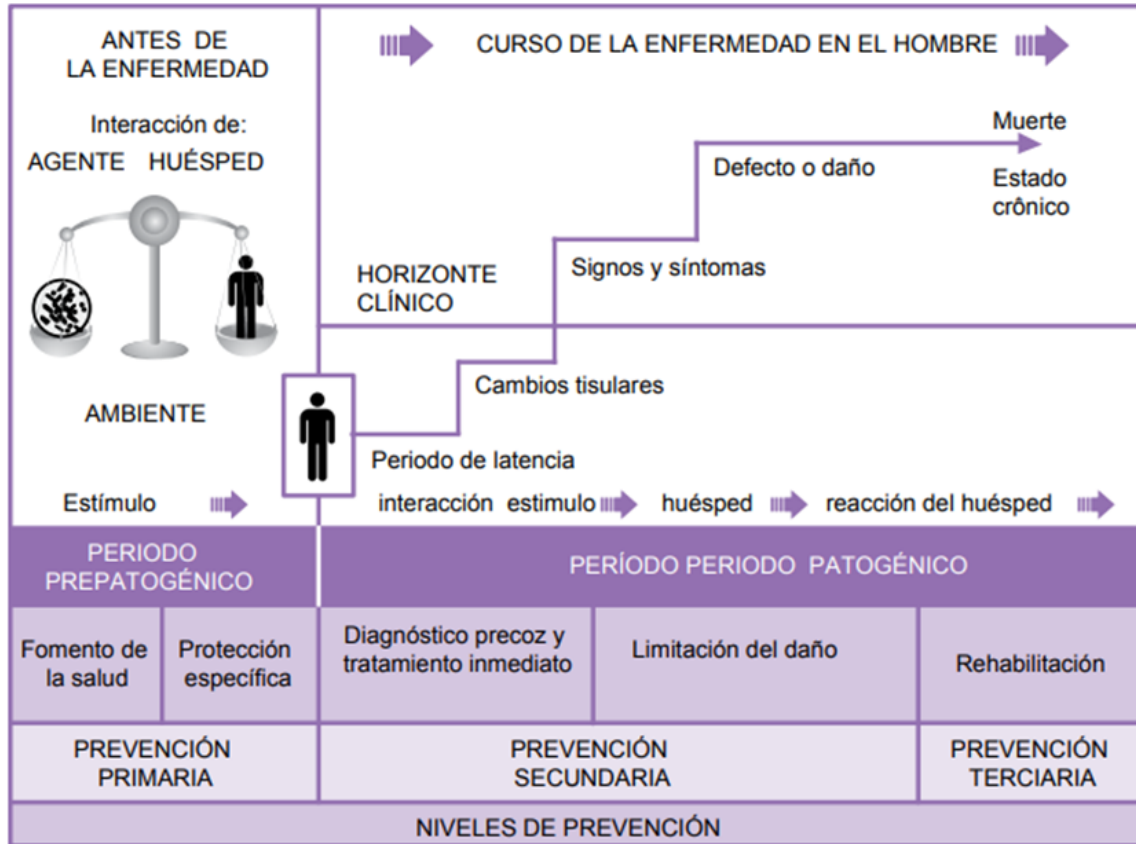 ANTES DE
LA ENFERMEDAD
Interacción de:
AGENTE HUÉSPED
AMBIENTE
Estímulo
CURSO DE LA ENFERMEDAD EN EL HOMBRE
Muerte
Defecto o daño
Estado
crônico
Signos y síntomas
HORIZONTE
CLÍNICO
Cambios tisulares
Periodo de latencia
interacción estimulo huésped reacción del huésped
PERIODO
PREPATOGÉNICO
PERÍODO PERIODO PATOGÉNICO
Fomento de
la salud
Protección
específica
Diagnóstico precoz y
tratamiento inmediato
Limitación del daño
Rehabilitación
PREVENCIÓN
PRIMARIA
PREVENCIÓN
SECUNDARIA
PREVENCIÓN
TERCIARIA
NIVELES DE PREVENCIÓN